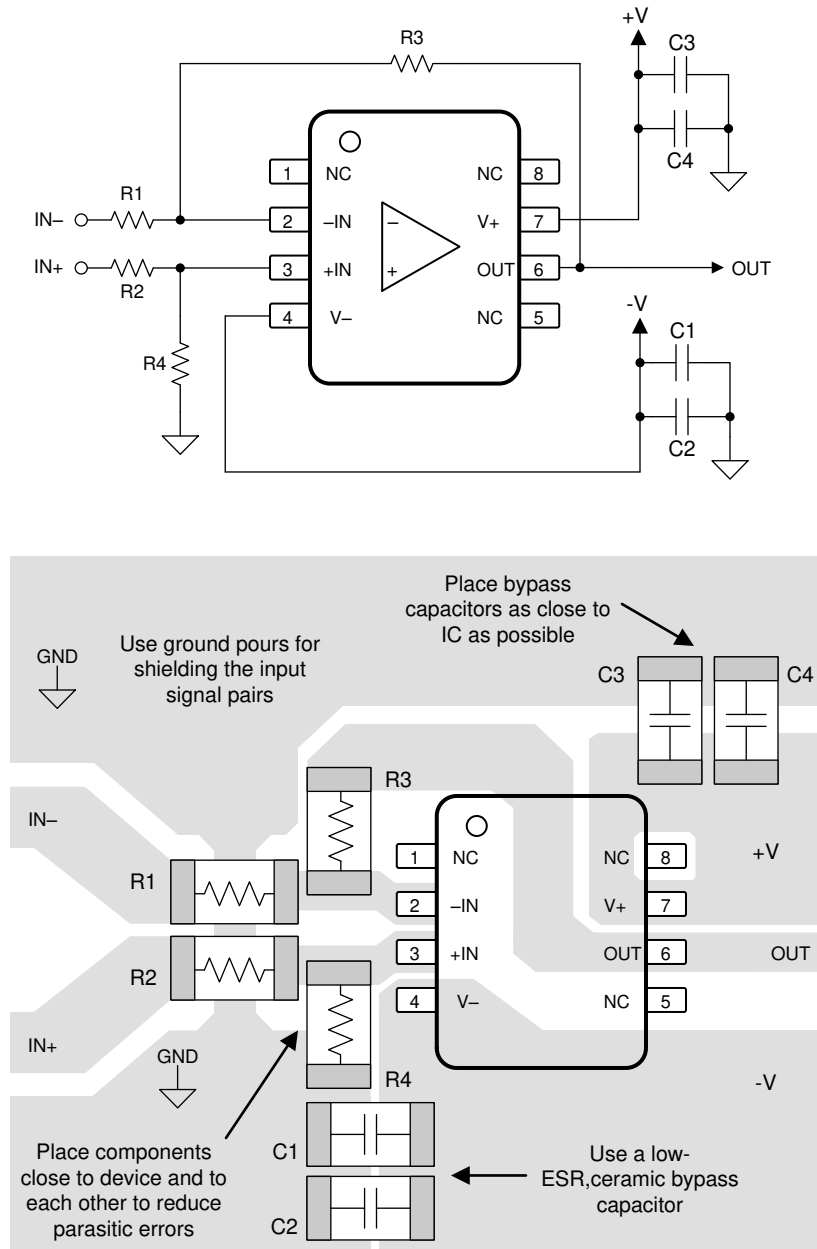 R3
+V
C3
C4
1 NC NC 8
R1
IN– 2 –IN – V+ 7
IN+ 3 +IN + OUT 6 OUT
R2
4 V– NC 5
-V
C1
R4
C2
Place bypass
capacitors as close to
IC as possible
GND
Use ground pours for
shielding the input
signal pairs
C3 C4
R3
IN–
1 NC NC 8 +V
R1
2 –IN V+ 7
3 +IN OUT 6 OUT
R2
4 V– NC 5
IN+
GND
R4 -V
Place components
close to device and to
each other to reduce
parasitic errors
C1
C2
Use a low-
ESR,ceramic bypass
capacitor